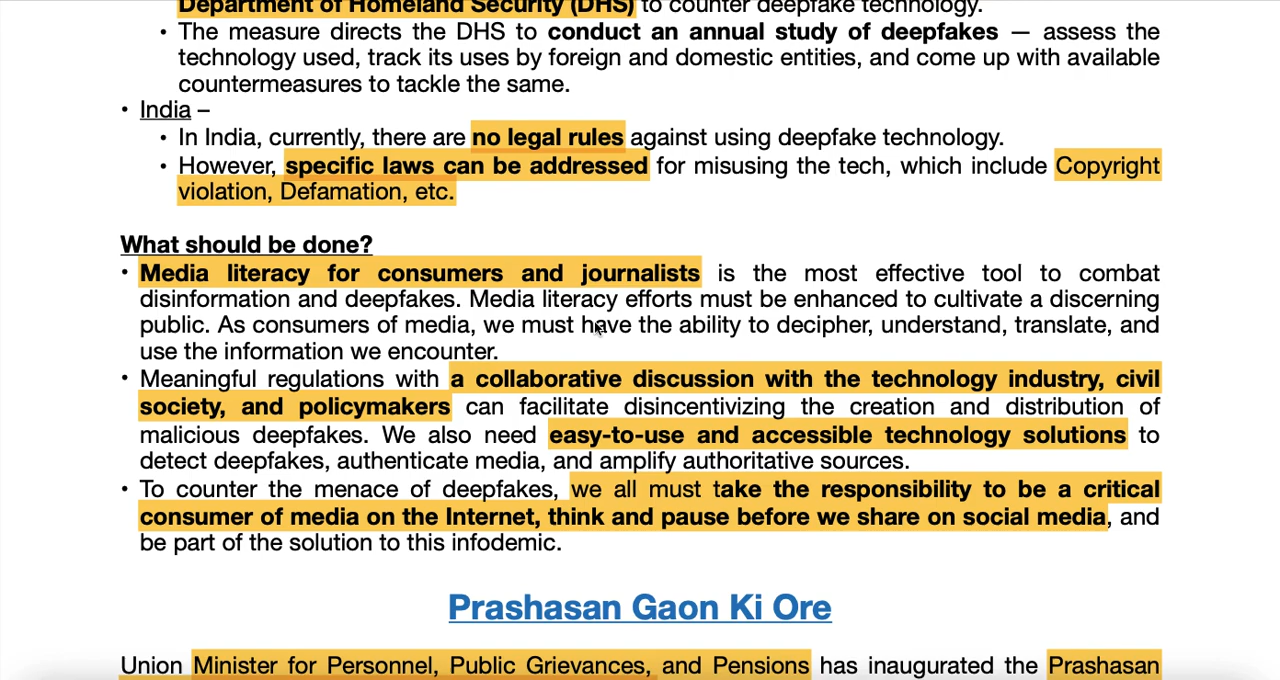 Department of Homeland Security (DHS) to counter deepfake technology.
• The measure directs the DHS to conduct an annual study of deepfakes — assess the
technology used, track its uses by foreign and domestic entities, and come up with available
countermeasures to tackle the same.
• India –
• In India, currently, there are no legal rules against using deepfake technology.
• However, specific laws can be addressed for misusing the tech, which include Copyright
violation, Defamation, etc.
What should be done?
• Media literacy for consumers and journalists is the most effective tool to combat
disinformation and deepfakes. Media literacy efforts must be enhanced to cultivate a discerning
public. As consumers of media, we must have the ability to decipher, understand, translate, and
use the information we encounter.
• Meaningful regulations with a collaborative discussion with the technology industry, civil
society, and policymakers can facilitate disincentivizing the creation and distribution of
malicious deepfakes. We also need easy-to-use and accessible technology solutions to
detect deepfakes, authenticate media, and amplify authoritative sources.
• To counter the menace of deepfakes, we all must take the responsibility to be a critical
consumer of media on the Internet, think and pause before we share on social media, and
be part of the solution to this infodemic.
Prashasan Gaon Ki Ore
Union Minister for Personnel, Public Grievances, and Pensions has inaugurated the Prashasan